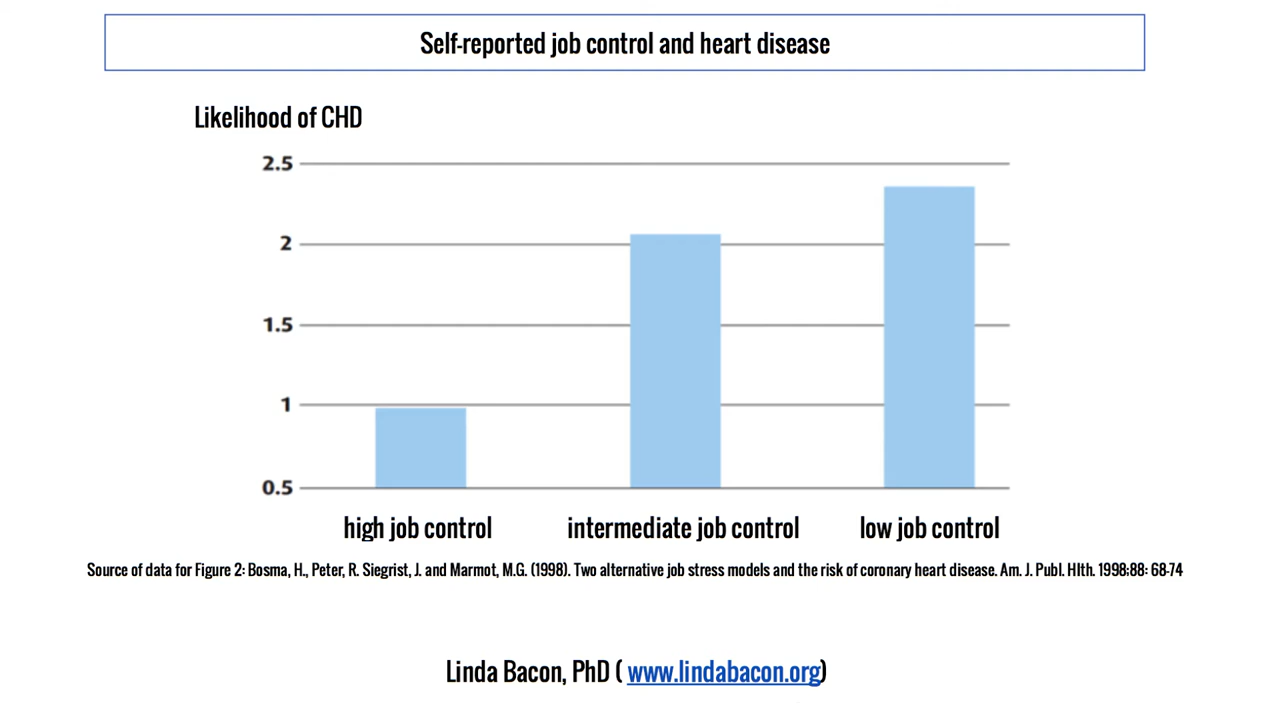 Self-reported job control and heart disease
Likelihood of CHD
2.5
2
1.5
1
0.5
high job control intermediate job control low job control
Source of data for Figure 2: Bosma, H., Peter, R. Siegrist, J. and Marmot, M.G. (1998). Two alternative job stress models and the risk of coronary heart disease. Am. J. Publ. Hlth. 1998;88: 68-74
Linda Bacon, PhD ( www.lindabacon.org)